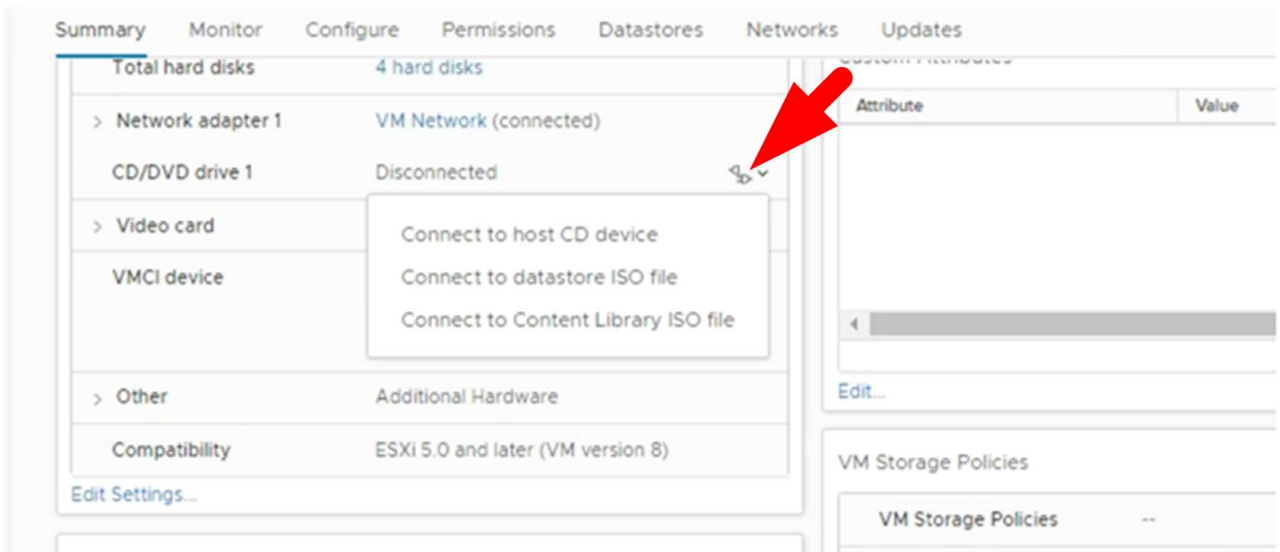 Summary Monitor Configure Permissions Datastores Networks Updates
Total hard disks 4 hard disks
Custom Attributes
Attribute Value
> Network adapter 1 VM Network (connected)
CD/DVD drive 1 Disconnected
> Video card
Connect to host CD device
VMCI device
Connect to datastore ISO file
Connect to Content Library ISO file
> Other Additional Hardware
Edit...
Compatibility ESXi 5.0 and later (VM version 8)
Edit Settings...
VM Storage Policies
VM Storage Policies --